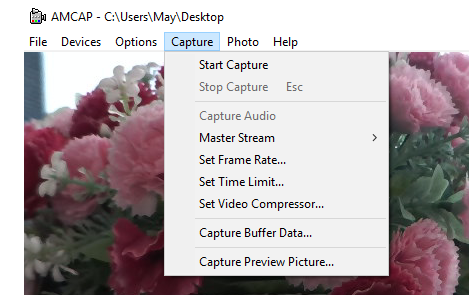 AMCAP - C:\Users\May\Desktop
File Devices Options Capture Photo Help
Start Capture
Stop Capture Esc
Capture Audio
Master Stream
Set Frame Rate...
Set Time Limit...
Set Video Compressor...
Capture Buffer Data...
Capture Preview Picture...